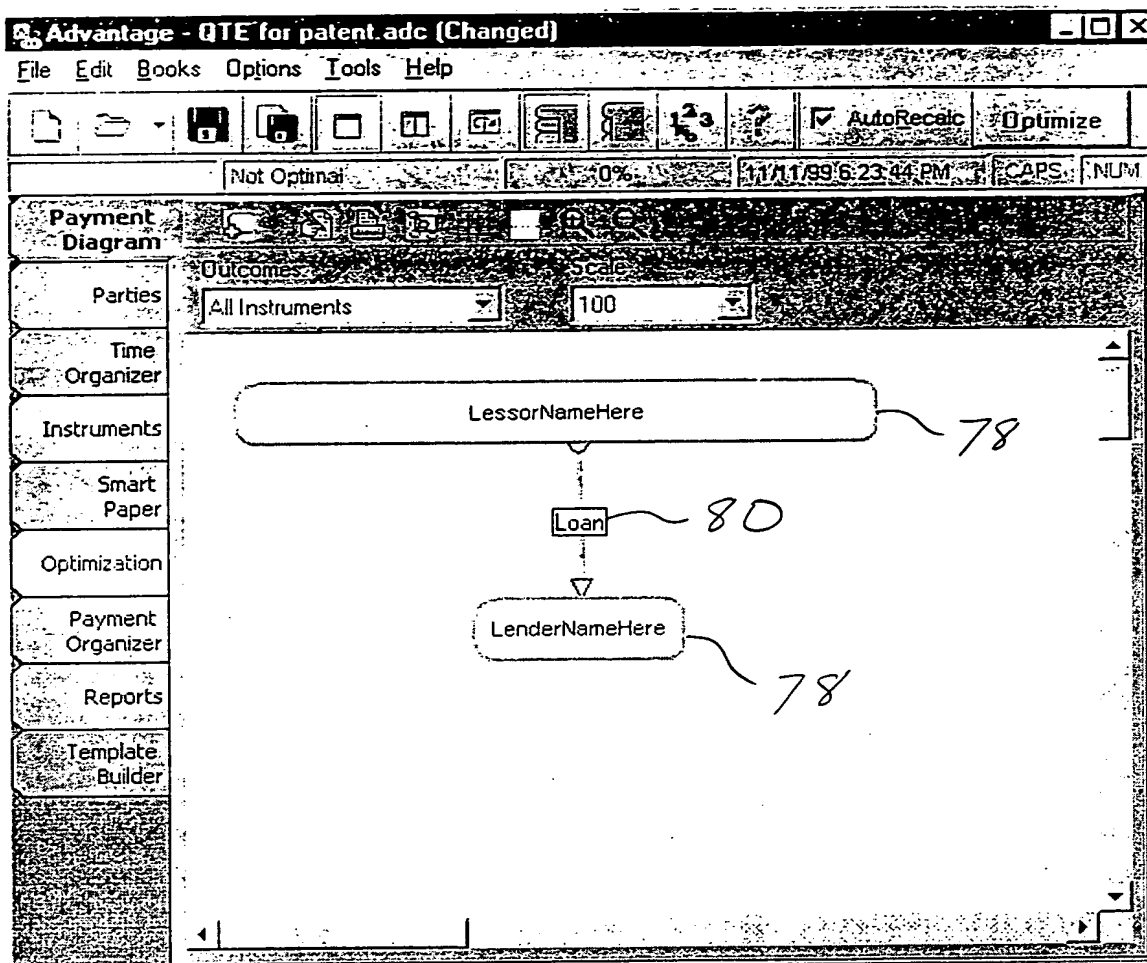 Advantage - QTE for patent.adc (Changed)
File Edit Books Options Tools Help
AutoRecalc Optimize
Not Optimal 0% 11/11/99 6:23:44 PM CAPS NUM
Payment
Diagram
Parties
Time
Organizer
Instruments
Smart
Paper
Optimization
Payment
Organizer
Reports
Template
Builder
Outcomes Scale
All Instruments 100
LessorNameHere
78
Loan
80
LenderNameHere
78